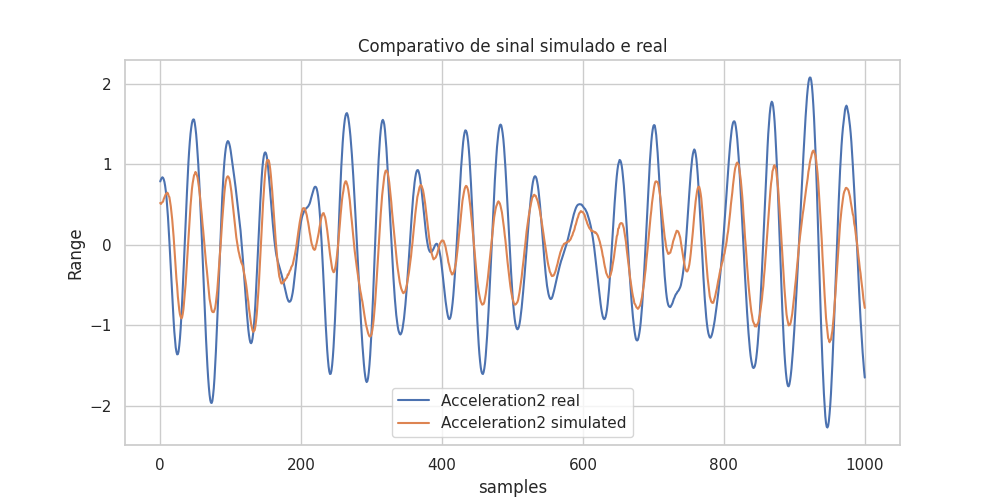 Comparativo de sinal simulado e real
Range
2
1
0
−1
−2
Acceleration2 real
Acceleration2 simulated
0 200 400 600 800 1000
samples